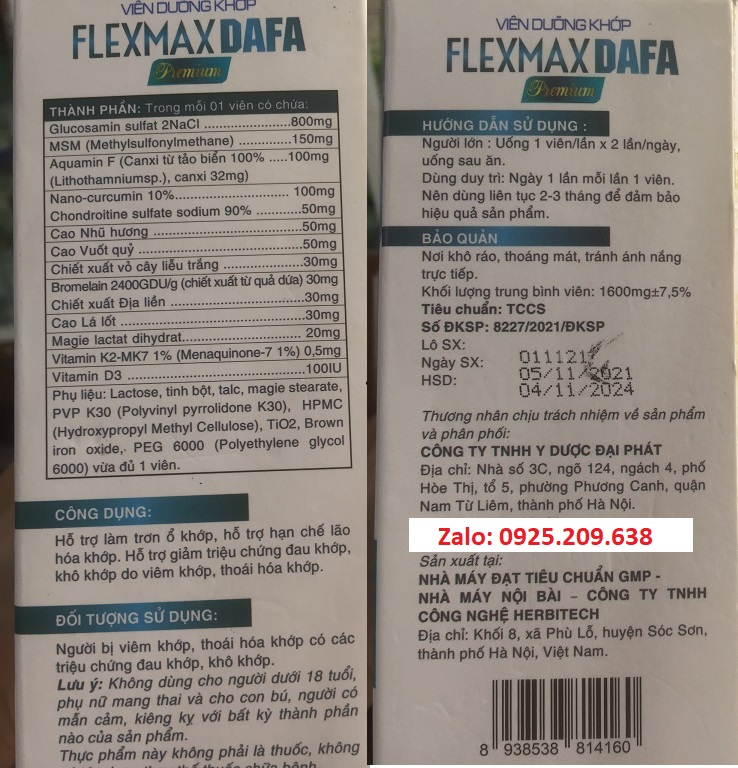 VIÊN DƯỠNG KHỚP
FLEXMAX DAFA
Premium
THÀNH PHẦN: Trong mỗi 01 viên có chứa:
Glucosamin sulfat 2NaCl ........................800mg
MSM (Methylsulfonylmethane) ...............150mg
Aquamin F (Canxi từ tảo biển 100% .....100mg
(Lithothamniumsp.), canxi 32mg)
Nano-curcumin 10%............................ 100mg
Chondroitine sulfate sodium 90% ............50mg
Cao Nhũ hương ........................................50mg
Cao Vuốt quỷ ...........................................50mg
Chiết xuất vỏ cây liễu trắng ....................30mg
Bromelain 2400GDU/g (chiết xuất từ quả dứa) 30mg
Chiết xuất Địa liền ....................................30mg
Cao Lá lốt ................................................30mg
Magie lactat dihydrat............................. 20mg
Vitamin K2-MK7 1% (Menaquinone-7 1%) 0,5mg
Vitamin D3 .............................................100IU
Phụ liệu: Lactose, tinh bột, talc, magie stearate,
PVP K30 (Polyvinyl pyrrolidone K30), HPMC
(Hydroxypropyl Methyl Cellulose), TiO2, Brown
iron oxide, PEG 6000 (Polyethylene glycol
6000) vừa đủ 1 viên.
CÔNG DỤNG:
Hỗ trợ làm trơn ổ khớp, hỗ trợ hạn chế lão
hóa khớp. Hỗ trợ giảm triệu chứng đau khớp,
khô khớp do viêm khớp, thoái hóa khớp.
ĐỐI TƯỢNG SỬ DỤNG:
Người bị viêm khớp, thoái hóa khớp có các
triệu chứng đau khớp, khô khớp.
Lưu ý: Không dùng cho người dưới 18 tuổi,
phụ nữ mang thai và cho con bú, người có
mẫn cảm, kiêng kỵ với bất kỳ thành phần
nào của sản phẩm.
Thực phẩm này không phải là thuốc, không
VIÊN DƯỠNG KHỚP
FLEXMAX DAFA
Premium
HƯỚNG DẪN SỬ DỤNG :
Người lớn : Uống 1 viên/lần x 2 lần/ngày,
uống sau ăn.
Dùng duy trì: Ngày 1 lần mỗi lần 1 viên.
Nên dùng liên tục 2-3 tháng để đảm bảo
hiệu quả sản phẩm.
BẢO QUẢN
Nơi khô ráo, thoáng mát, tránh ánh nắng
trực tiếp.
Khối lượng trung bình viên: 1600mg±7,5%
Tiêu chuẩn: TCCS
Số ĐKSP: 8227/2021/ĐKSP
Lô SX: 011121
Ngày SX: 05/11/2021
HSD: 04/11/2024
Thương nhân chịu trách nhiệm về sản phẩm
và phân phối:
CÔNG TY TNHH Y DƯỢC ĐẠI PHÁT
Địa chỉ: Nhà số 3C, ngõ 124, ngách 4, phố
Hòe Thị, tổ 5, phường Phương Canh, quận
Nam Từ Liêm, thành phố Hà Nội.
Zalo: 0925.209.638
Sản xuất tại:
NHÀ MÁY ĐẠT TIÊU CHUẨN GMP -
NHÀ MÁY NỘI BÀI – CÔNG TY TNHH
CÔNG NGHỆ HERBITECH
Địa chỉ: Khối 8, xã Phù Lỗ, huyện Sóc Sơn,
thành phố Hà Nội, Việt Nam.
8 938538 814160